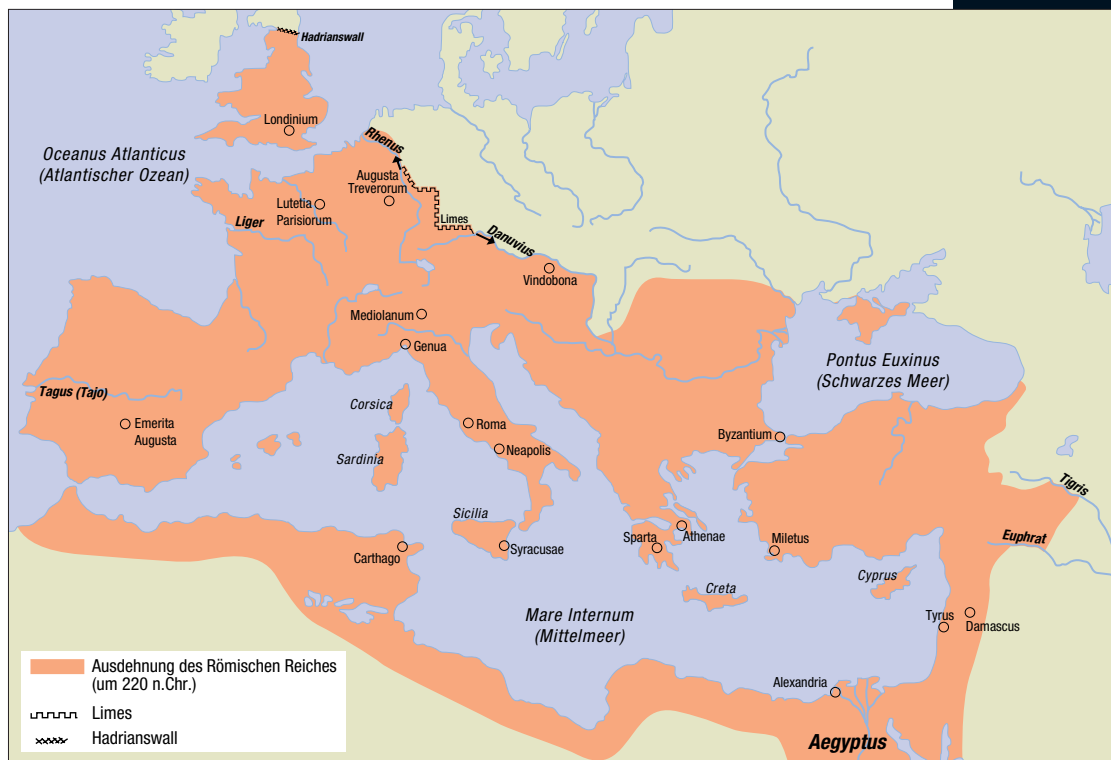 Hadrianswall
Londinium
Oceanus Atlanticus
(Atlantischer Ozean)
Rhenus
Augusta
Treverorum
Lutetia
Parisiorum
Liger
Limes
Danuvius
Vindobona
Mediolanum
Genua
Pontus Euxinus
(Schwarzes Meer)
Tagus (Tajo)
Corsica
Emerita
Augusta
Roma
Byzantium
Neapolis
Sardinia
Tigris
Sicilia
Carthago
Syracusae
Sparta
Athenae
Miletus
Euphrat
Creta
Cyprus
Mare Internum
(Mittelmeer)
Tyrus
Damascus
Alexandria
Aegyptus
Ausdehnung des Römischen Reiches
(um 220 n.Chr.)
Limes
Hadrianswall